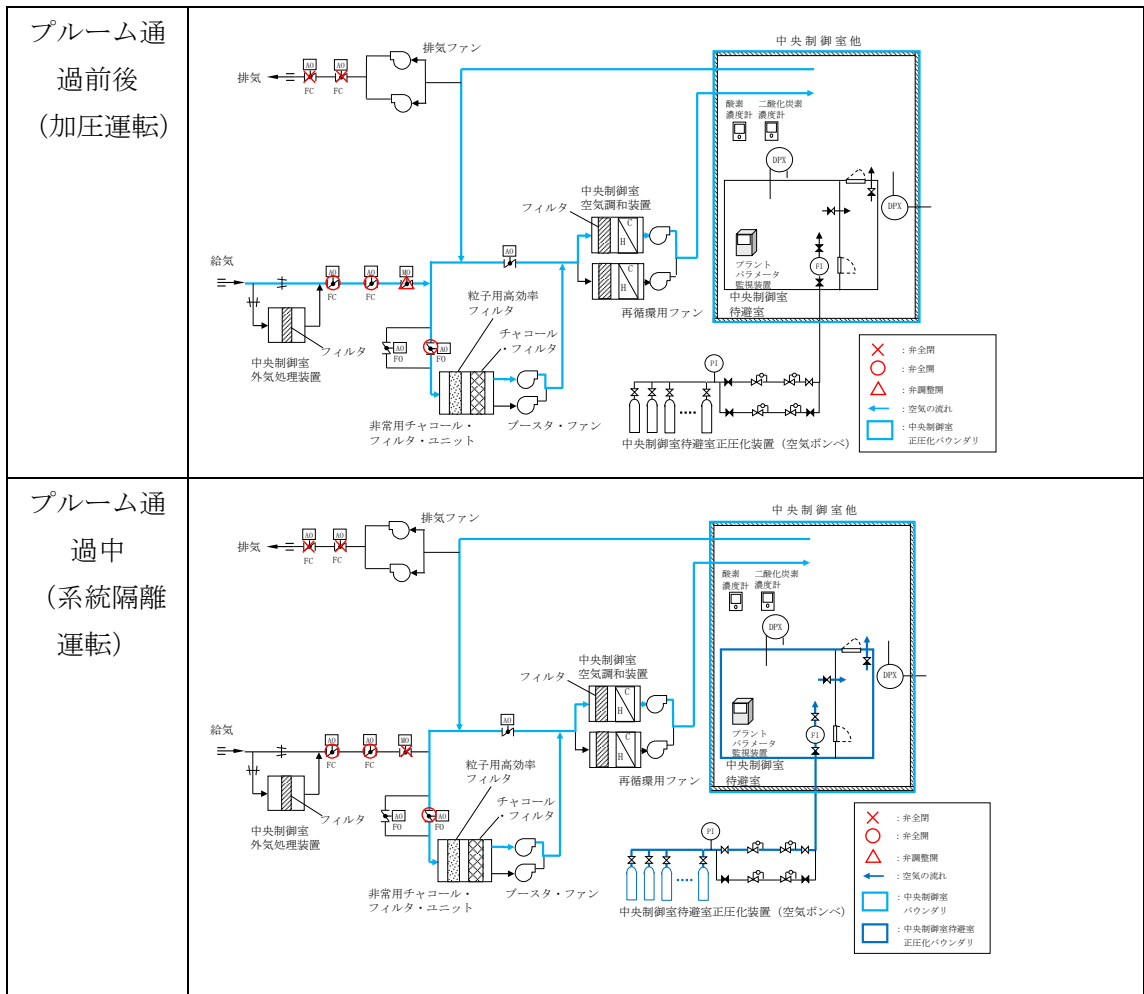 プルーム通
過前後
（加圧運転）
排気ファン
排気
AO
AO
FC
FC
中央制御室他
酸素
濃度計
二酸化炭素
濃度計
DPX
DPX
プラント
パラメータ
監視装置
FI
中央制御室
待避室
中央制御室
空気調和装置
フィルタ
C
H
C
H
再循環用ファン
AO
給気
AO
AO
MO
FC
FC
フィルタ
中央制御室
外気処理装置
粒子用高効率
フィルタ
チャコール
・フィルタ
AO
FO
AO
FO
非常用チャコール・
フィルタ・ユニット
ブースタ・ファン
PI
中央制御室待避室正圧化装置（空気ボンベ）
：弁全閉
：弁全開
：弁調整開
：空気の流れ
：中央制御室
正圧化バウンダリ
プルーム通
過中
（系統隔離
運転）
排気ファン
排気
AO
AO
FC
FC
中央制御室他
酸素
濃度計
二酸化炭素
濃度計
DPX
DPX
プラント
パラメータ
監視装置
FI
中央制御室
待避室
中央制御室
空気調和装置
フィルタ
C
H
C
H
再循環用ファン
AO
給気
AO
AO
MO
FC
FC
フィルタ
中央制御室
外気処理装置
粒子用高効率
フィルタ
チャコール
・フィルタ
AO
FO
AO
FO
非常用チャコール・
フィルタ・ユニット
ブースタ・ファン
PI
中央制御室待避室正圧化装置（空気ボンベ）
：弁全閉
：弁全開
：弁調整開
：空気の流れ
：中央制御室
バウンダリ
：中央制御室待避室
正圧化バウンダリ